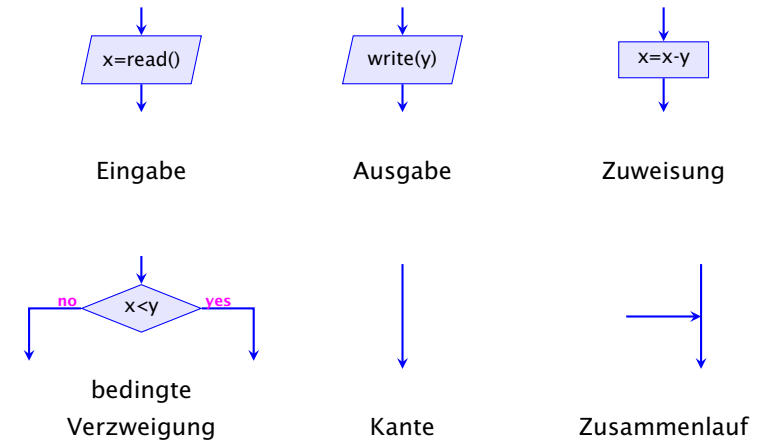 x=read()
write(y)
x=x-y
Eingabe
Ausgabe
Zuweisung
no
x<y
yes
bedingte
Verzweigung
Kante
Zusammenlauf